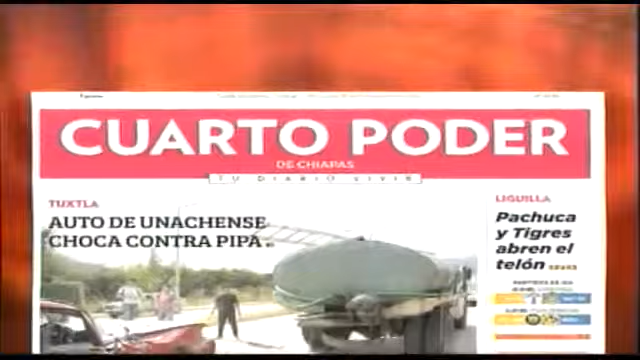 CUARTO PODER
DE CHIAPAS
TU DIARIO VIVIR
TUXTLA
AUTO DE UNACHENSE
CHOCA CONTRA PIPA
LIGUILLA
Pachuca
y Tigres
abren el
telón